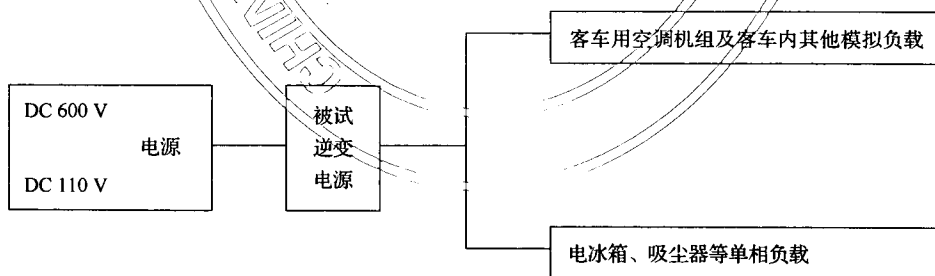 客车用空调机组及客车内其他模拟负载
DC 600 V
电源
DC 110 V
被试
逆变
电源
电冰箱、吸尘器等单相负载